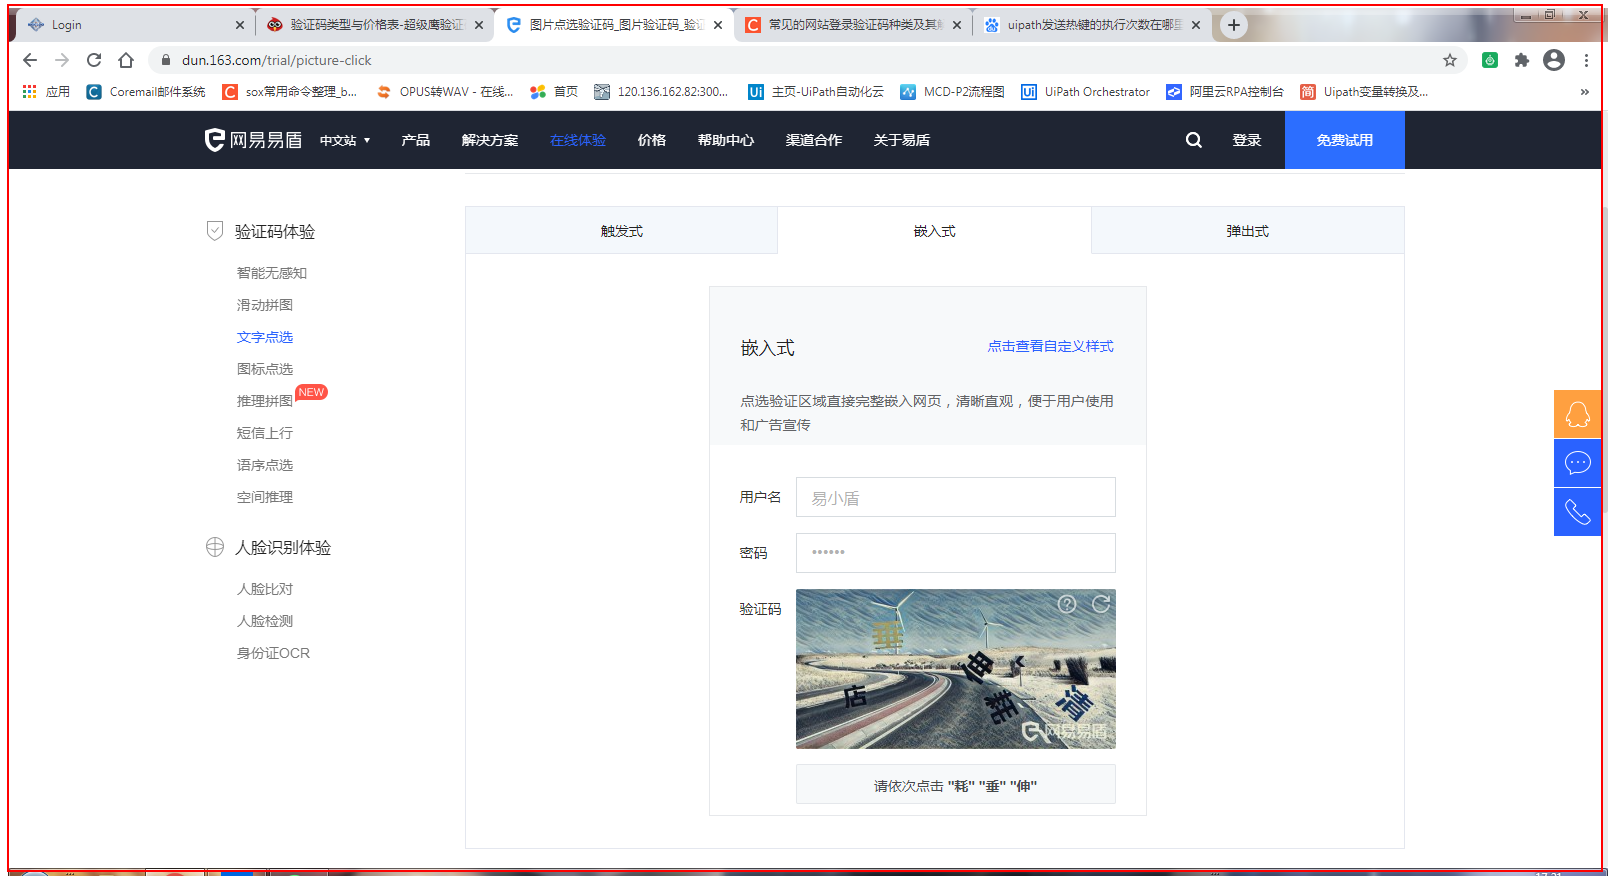 Login
验证码类型与价格表-超级鹰验证
图片点选验证码_图片验证码_验证
常见的网站登录验证码种类及其解
uipath发送热键的执行次数在哪里
dun.163.com/trial/picture-click
应用
Coremail邮件系统
sox常用命令整理_b...
OPUS转WAV - 在线...
首页
120.136.162.82:300...
主页-UiPath自动化云
MCD-P2流程图
UiPath Orchestrator
阿里云RPA控制台
Uipath变量转换及...
网易易盾
中文站
产品
解决方案
在线体验
价格
帮助中心
渠道合作
关于易盾
登录
免费试用
验证码体验
智能无感知
滑动拼图
文字点选
图标点选
推理拼图
NEW
短信上行
语序点选
空间推理
人脸识别体验
人脸比对
人脸检测
身份证OCR
触发式
嵌入式
弹出式
嵌入式
点击查看自定义样式
点选验证区域直接完整嵌入网页，清晰直观，便于用户使用
和广告宣传
用户名
易小盾
密码
••••••
验证码
垂
伸
店
耗
清
网易易盾
请依次点击 "耗" "垂" "伸"